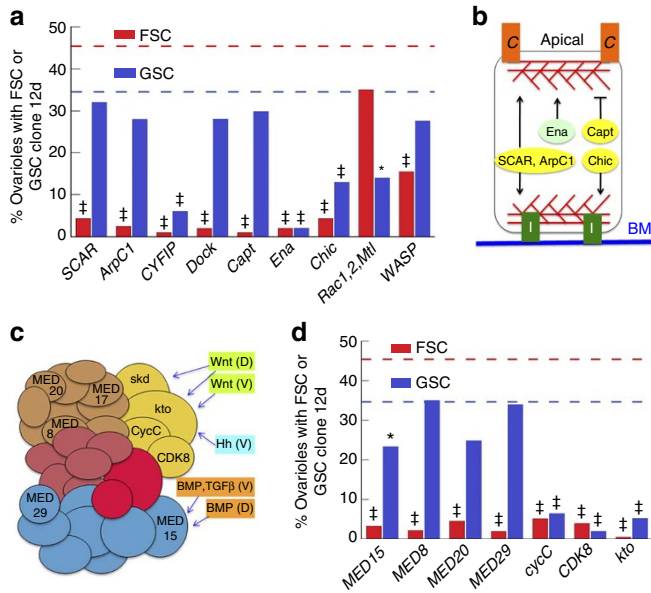 a
% Ovarioles with FSC or
GSC clone 12d
50
40
30
20
10
0
FSC
GSC
‡ ‡ ‡ ‡ ‡ ‡ ‡ ‡ ‡ ‡ * ‡
SCAR
ArpC1
CYFIP
Dock
Capt
Ena
Chic
Rac1,2,Mtl
WASP
b
C Apical C
Ena Capt
SCAR, ArpC1 Chic
I I
BM
c
MED
20
MED
17
MED
8
skd
kto
CycC
CDK8
MED
29
MED
15
Wnt (D)
Wnt (V)
Hh (V)
BMP,TGFβ (V)
BMP (D)
d
% Ovarioles with FSC or
GSC clone 12d
50
40
30
20
10
0
FSC
GSC
‡ * ‡ ‡ ‡ ‡ ‡ ‡ ‡ ‡ ‡
MED15
MED8
MED20
MED29
cycC
CDK8
kto